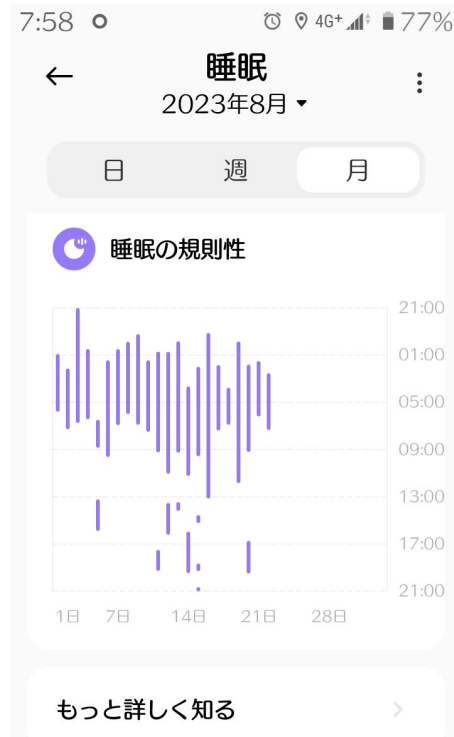 7:58 4G+ 77%
睡眠
2023年8月
日 週 月
睡眠の規則性
21:00
01:00
05:00
09:00
13:00
17:00
21:00
1日 7日 14日 21日 28日
もっと詳しく知る